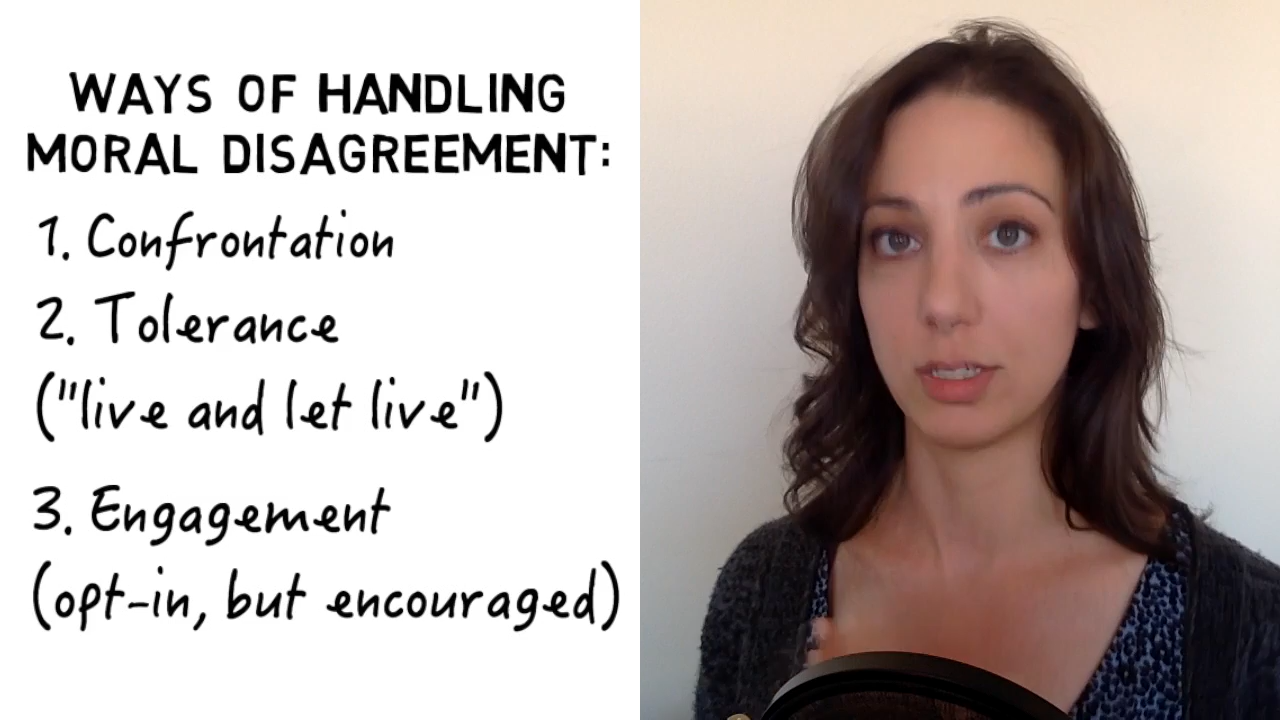 WAYS OF HANDLING
MORAL DISAGREEMENT:
1. Confrontation
2. Tolerance
("live and let live")
3. Engagement
(opt-in, but encouraged)